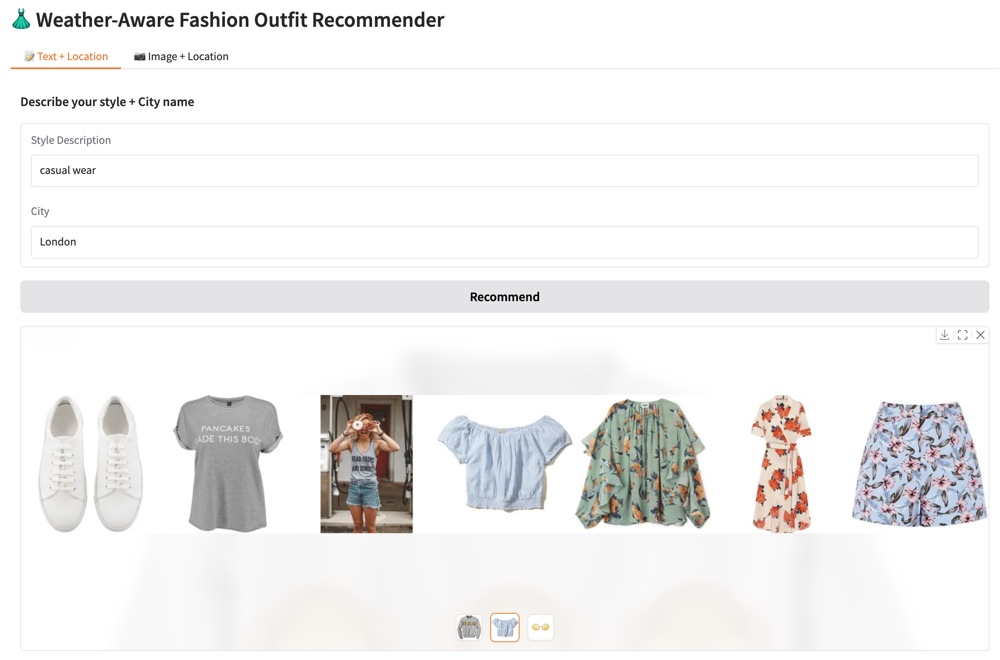 Weather-Aware Fashion Outfit Recommender
Text + Location
Image + Location
Describe your style + City name
Style Description
casual wear
City
London
Recommend
PANCAKES
ADE THIS BOD
ROAD TRIPS
AND DONUTS